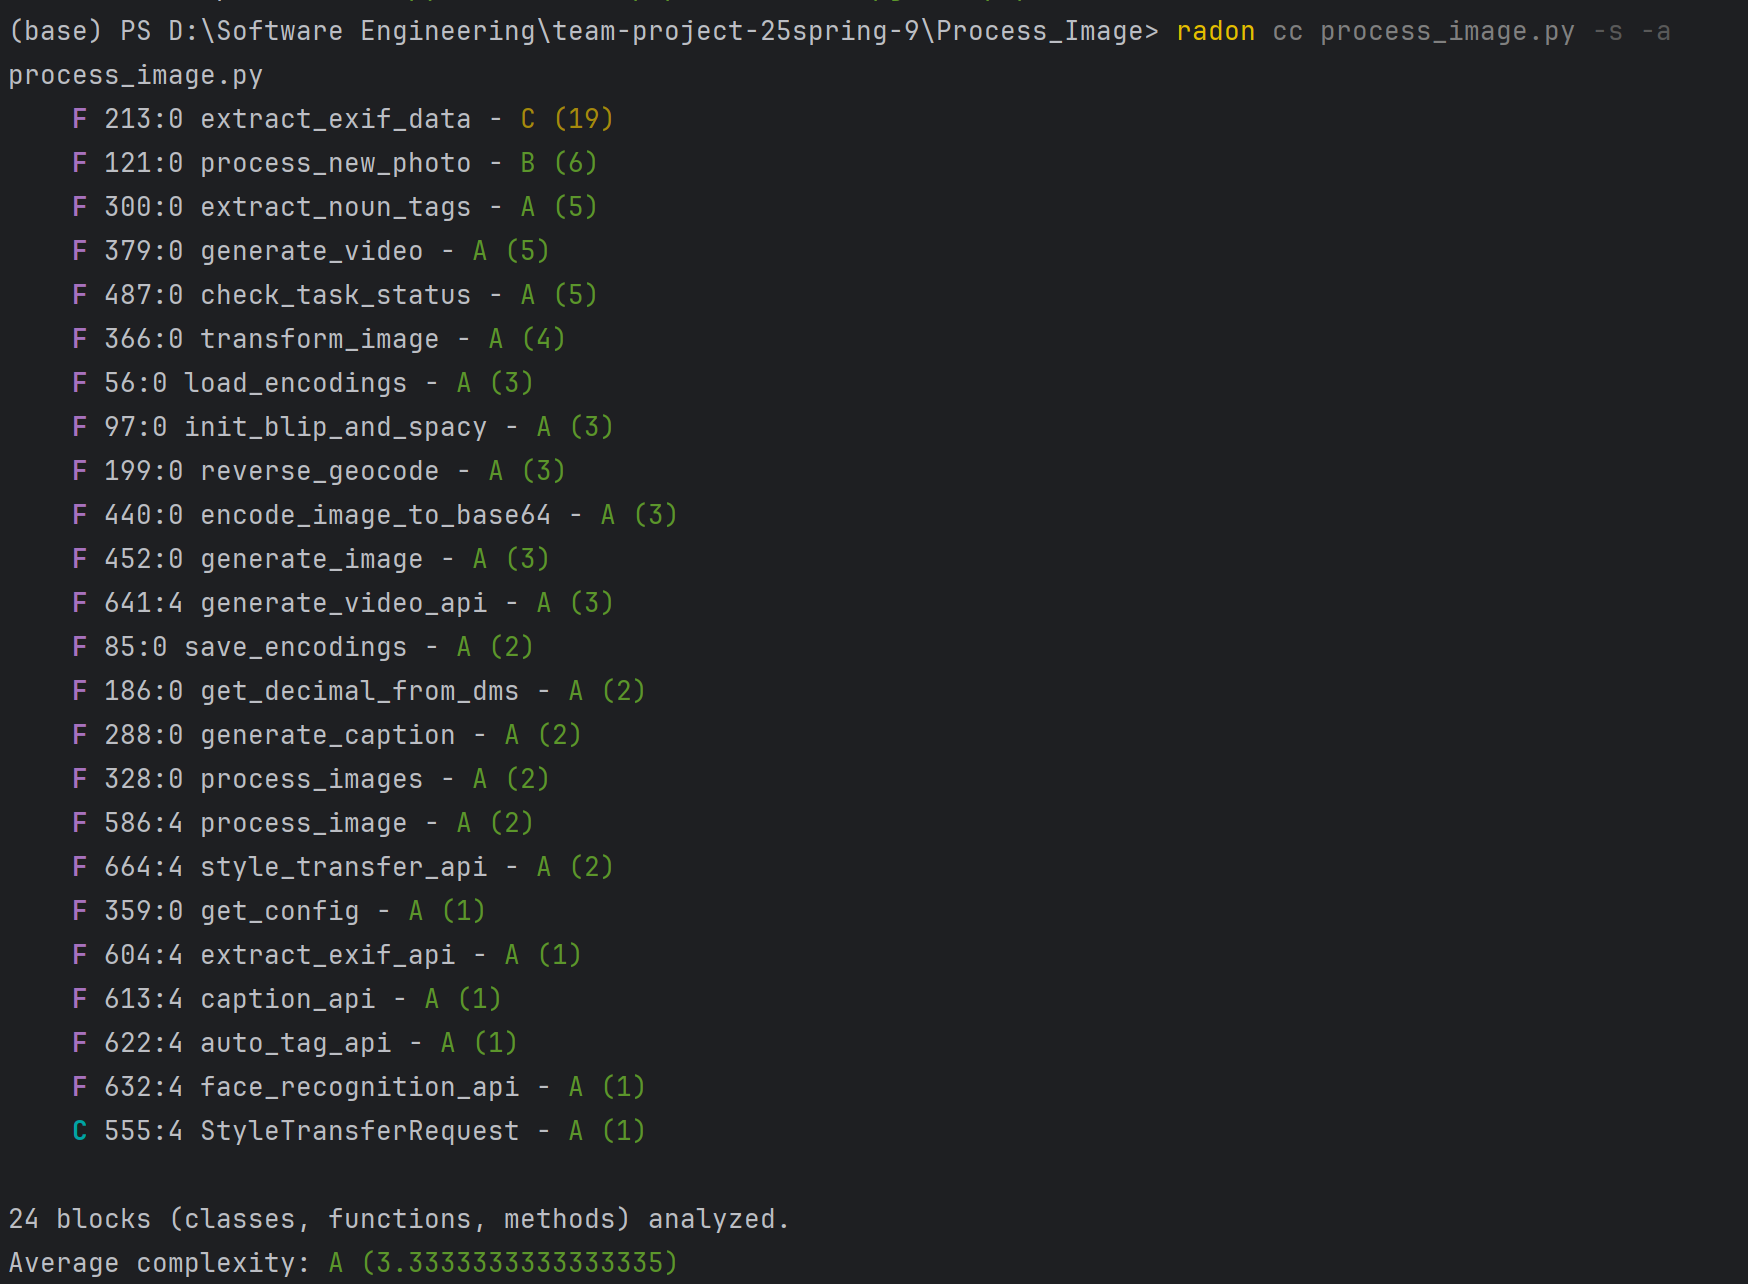 (base) PS D:\Software Engineering\team-project-25spring-9\Process_Image> radon cc process_image.py -s -a
process_image.py
    F 213:0 extract_exif_data - C (19)
    F 121:0 process_new_photo - B (6)
    F 300:0 extract_noun_tags - A (5)
    F 379:0 generate_video - A (5)
    F 487:0 check_task_status - A (5)
    F 366:0 transform_image - A (4)
    F 56:0 load_encodings - A (3)
    F 97:0 init_blip_and_spacy - A (3)
    F 199:0 reverse_geocode - A (3)
    F 440:0 encode_image_to_base64 - A (3)
    F 452:0 generate_image - A (3)
    F 641:4 generate_video_api - A (3)
    F 85:0 save_encodings - A (2)
    F 186:0 get_decimal_from_dms - A (2)
    F 288:0 generate_caption - A (2)
    F 328:0 process_images - A (2)
    F 586:4 process_image - A (2)
    F 664:4 style_transfer_api - A (2)
    F 359:0 get_config - A (1)
    F 604:4 extract_exif_api - A (1)
    F 613:4 caption_api - A (1)
    F 622:4 auto_tag_api - A (1)
    F 632:4 face_recognition_api - A (1)
    C 555:4 StyleTransferRequest - A (1)
24 blocks (classes, functions, methods) analyzed.
Average complexity: A (3.3333333333333335)